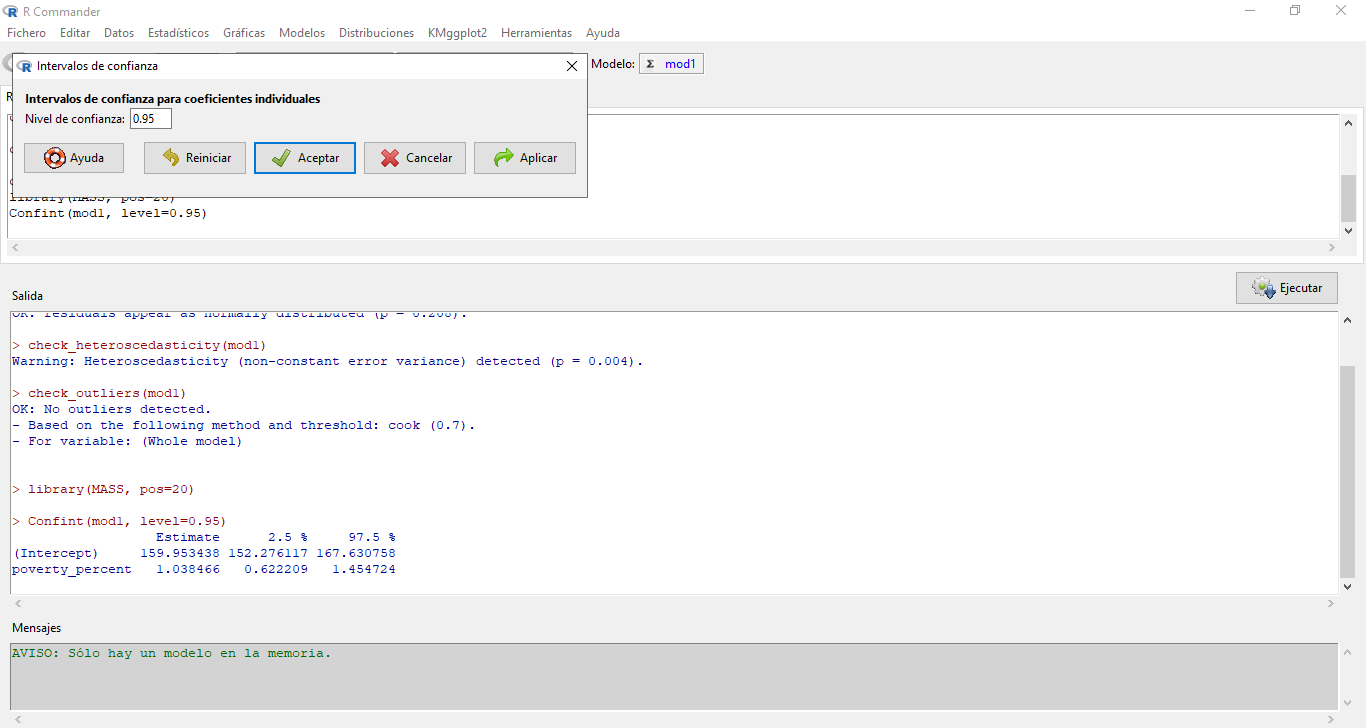 R Commander
Fichero Editar Datos Estadísticos Gráficas Modelos Distribuciones KMggplot2 Herramientas Ayuda
Intervalos de confianza
Modelo: Σ mod1
Intervalos de confianza para coeficientes individuales
Nivel de confianza: 0.95
Ayuda Reiniciar Aceptar Cancelar Aplicar
library(MASS, pos=20)
Confint(mod1, level=0.95)
Ejecutar
Salida
OK: residuals appear as normally distributed (p = 0.208).
> check_heteroscedasticity(mod1)
Warning: Heteroscedasticity (non-constant error variance) detected (p = 0.004).
> check_outliers(mod1)
OK: No outliers detected.
- Based on the following method and threshold: cook (0.7).
- For variable: (Whole model)
> library(MASS, pos=20)
> Confint(mod1, level=0.95)
Estimate 2.5 % 97.5 %
(Intercept) 159.953438 152.276117 167.630758
poverty_percent 1.038466 0.622209 1.454724
Mensajes
AVISO: Sólo hay un modelo en la memoria.